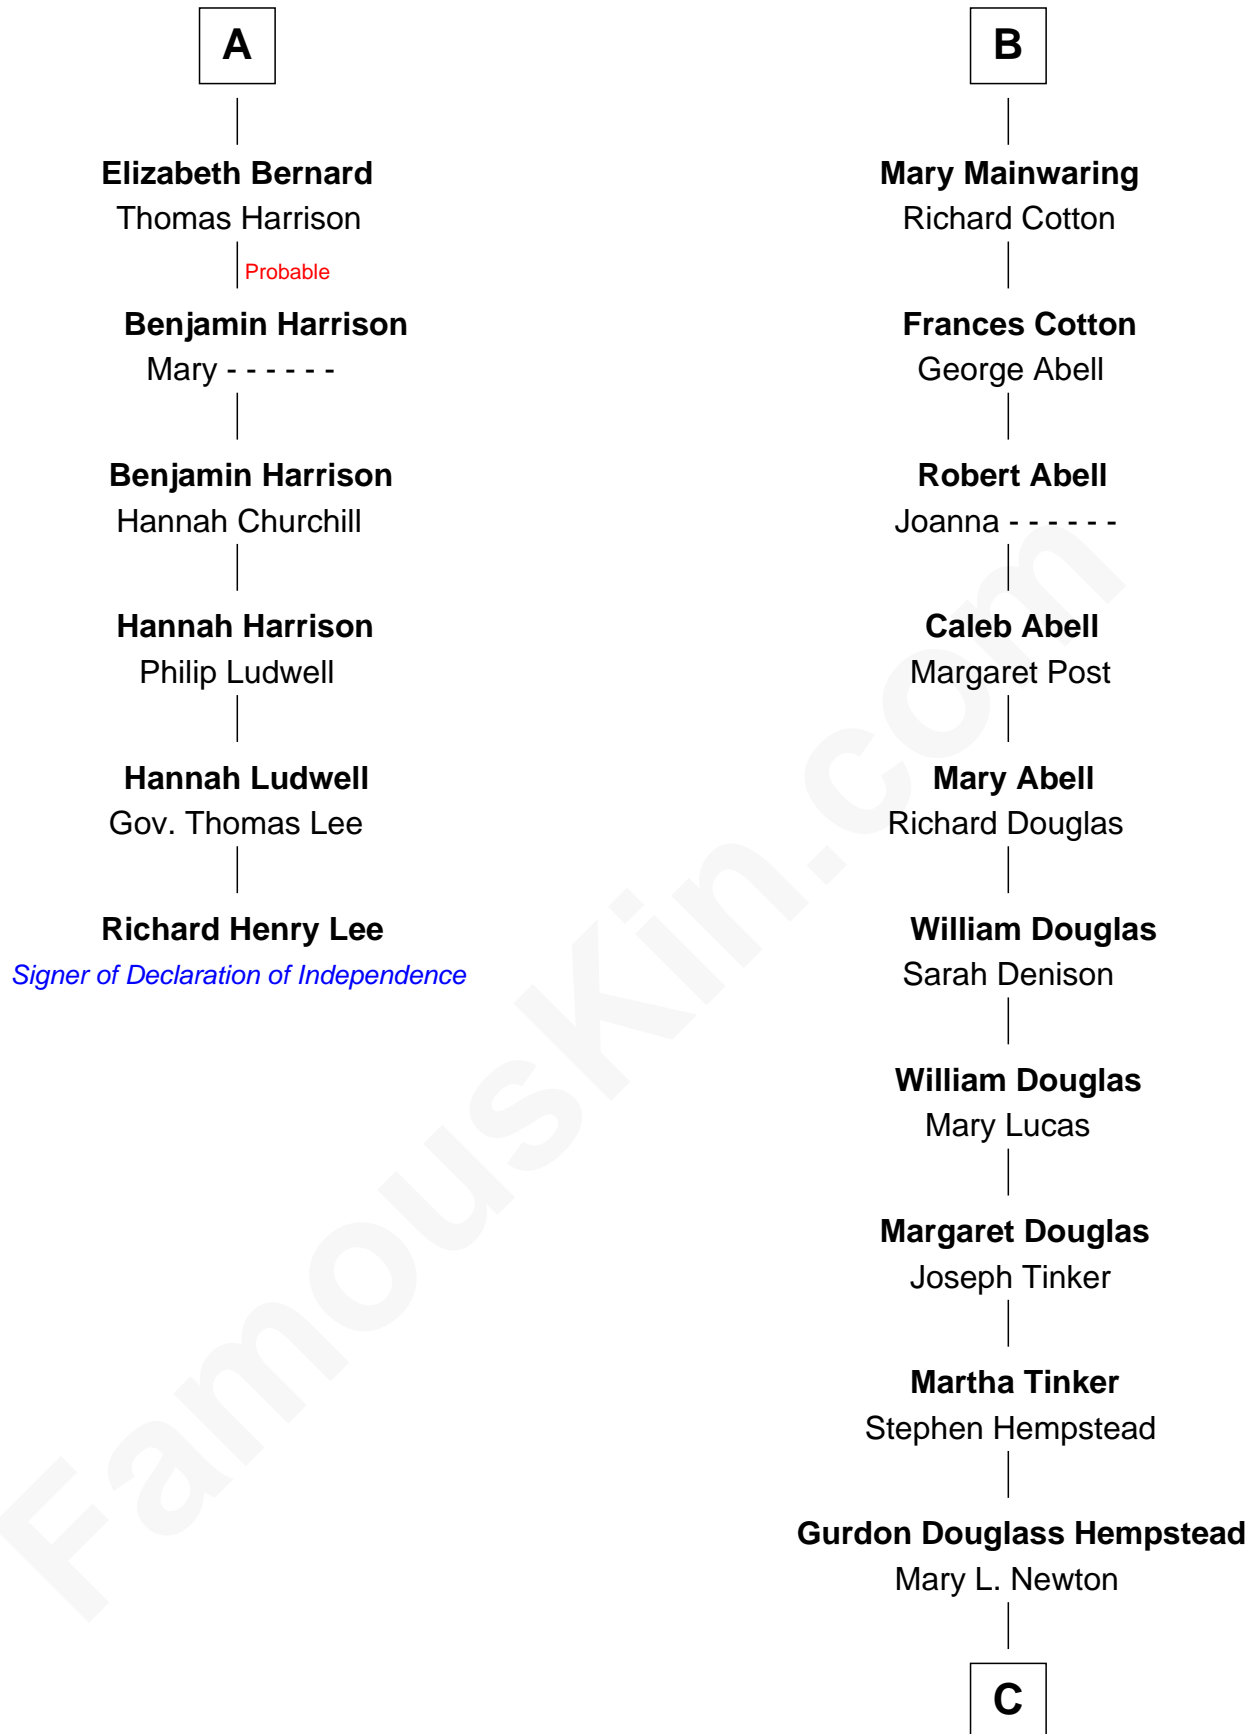 A
Elizabeth Bernard
Thomas Harrison
Probable
Benjamin Harrison
Mary - - - - - -
Benjamin Harrison
Hannah Churchill
Hannah Harrison
Philip Ludwell
Hannah Ludwell
Gov. Thomas Lee
Richard Henry Lee
Signer of Declaration of Independence
B
Mary Mainwaring
Richard Cotton
Frances Cotton
George Abell
Robert Abell
Joanna - - - - - -
Caleb Abell
Margaret Post
Mary Abell
Richard Douglas
William Douglas
Sarah Denison
William Douglas
Mary Lucas
Margaret Douglas
Joseph Tinker
Martha Tinker
Stephen Hempstead
Gurdon Douglass Hempstead
Mary L. Newton
C
FamousKin.com